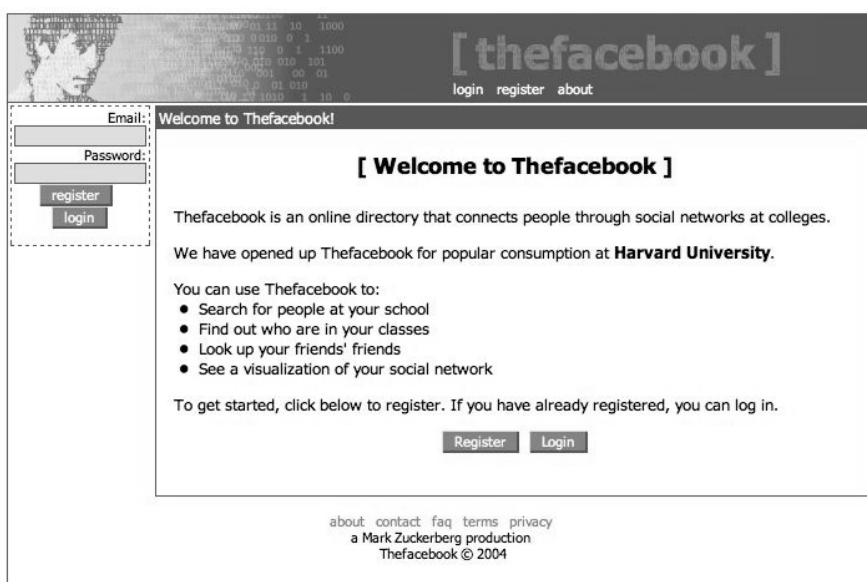 [thefacebook]
login register about
Email:
Password:
register
login
Welcome to Thefacebook!
[ Welcome to Thefacebook ]
Thefacebook is an online directory that connects people through social networks at colleges.
We have opened up Thefacebook for popular consumption at Harvard University.
You can use Thefacebook to:
● Search for people at your school
● Find out who are in your classes
● Look up your friends' friends
● See a visualization of your social network
To get started, click below to register. If you have already registered, you can log in.
Register Login
about contact faq terms privacy
a Mark Zuckerberg production
Thefacebook © 2004